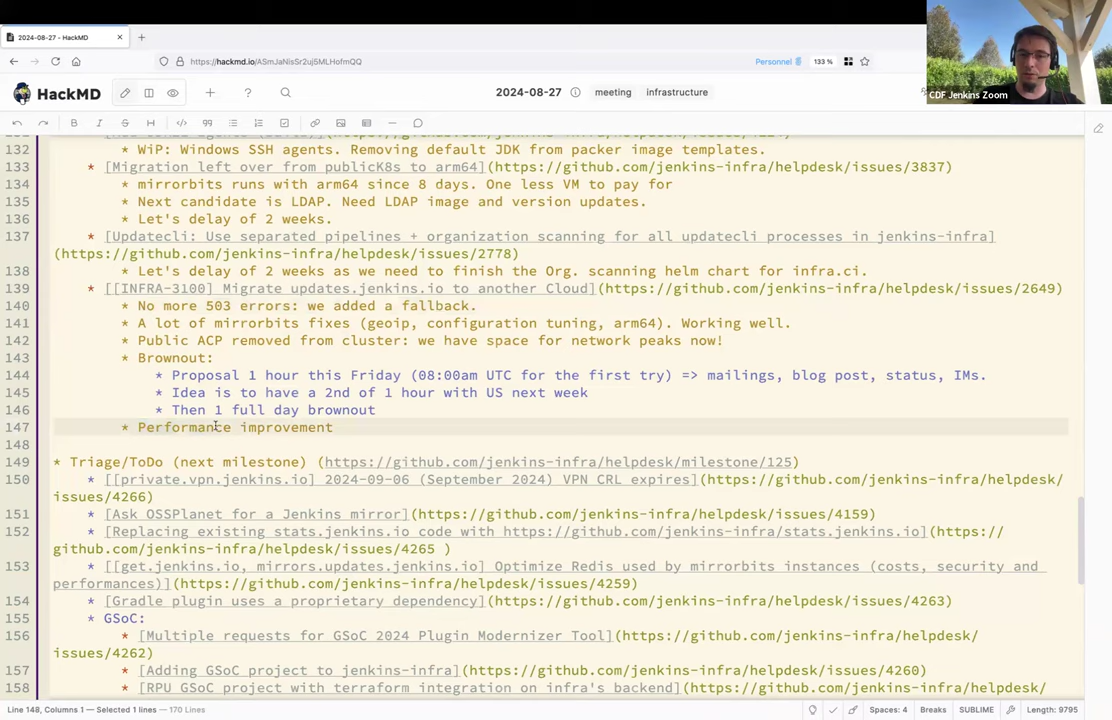 2024-08-27 - HackMD
https://hackmd.io/ASmJaNisSr2uj5MLHofmQQ
Personnel
133 %
CDF Jenkins Zoom
HackMD
2024-08-27
meeting
infrastructure
132 * WiP: Windows SSH agents. Removing default JDK from packer image templates.
133 * [Migration left over from publicK8s to arm64](https://github.com/jenkins-infra/helpdesk/issues/3837)
134 * mirrorbits runs with arm64 since 8 days. One less VM to pay for
135 * Next candidate is LDAP. Need LDAP image and version updates.
136 * Let's delay of 2 weeks.
137 * [Updatecli: Use separated pipelines + organization scanning for all updatecli processes in jenkins-infra]
(https://github.com/jenkins-infra/helpdesk/issues/2778)
138 * Let's delay of 2 weeks as we need to finish the Org. scanning helm chart for infra.ci.
139 * [[INFRA-3100] Migrate updates.jenkins.io to another Cloud](https://github.com/jenkins-infra/helpdesk/issues/2649)
140 * No more 503 errors: we added a fallback.
141 * A lot of mirrorbits fixes (geoip, configuration tuning, arm64). Working well.
142 * Public ACP removed from cluster: we have space for network peaks now!
143 * Brownout:
144 * Proposal 1 hour this Friday (08:00am UTC for the first try) => mailings, blog post, status, IMs.
145 * Idea is to have a 2nd of 1 hour with US next week
146 * Then 1 full day brownout
147 * Performance improvement
148
149 * Triage/ToDo (next milestone) (https://github.com/jenkins-infra/helpdesk/milestone/125)
150 * [[private.vpn.jenkins.io] 2024-09-06 (September 2024) VPN CRL expires](https://github.com/jenkins-infra/helpdesk/
issues/4266)
151 * [Ask OSSPlanet for a Jenkins mirror](https://github.com/jenkins-infra/helpdesk/issues/4159)
152 * [Replacing existing stats.jenkins.io code with https://github.com/jenkins-infra/stats.jenkins.io](https://
github.com/jenkins-infra/helpdesk/issues/4265 )
153 * [[get.jenkins.io, mirrors.updates.jenkins.io] Optimize Redis used by mirrorbits instances (costs, security and
performances)](https://github.com/jenkins-infra/helpdesk/issues/4259)
154 * [Gradle plugin uses a proprietary dependency](https://github.com/jenkins-infra/helpdesk/issues/4263)
155 * GSoC:
156 * [Multiple requests for GSoC 2024 Plugin Modernizer Tool](https://github.com/jenkins-infra/helpdesk/
issues/4262)
157 * [Adding GSoC project to jenkins-infra](https://github.com/jenkins-infra/helpdesk/issues/4260)
158 * [RPU GSoC project with terraform integration on infra's backend](https://github.com/jenkins-infra/helpdesk/
Line 148, Columns 1 — Selected 1 lines — 170 Lines
Spaces: 4
Breaks
SUBLIME
Length: 9795